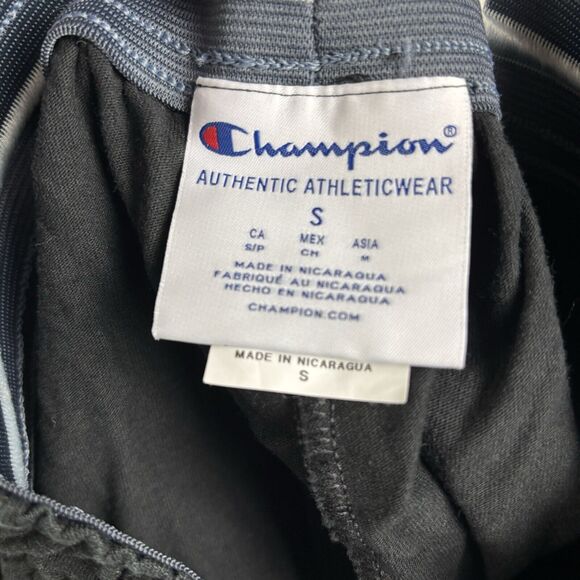 Champion®
AUTHENTIC ATHLETICWEAR
S
CA MEX ASIA
S/P CH M
MADE IN NICARAGUA
FABRIQUÉ AU NICARAGUA
HECHO EN NICARAGUA
CHAMPION.COM
MADE IN NICARAGUA
S